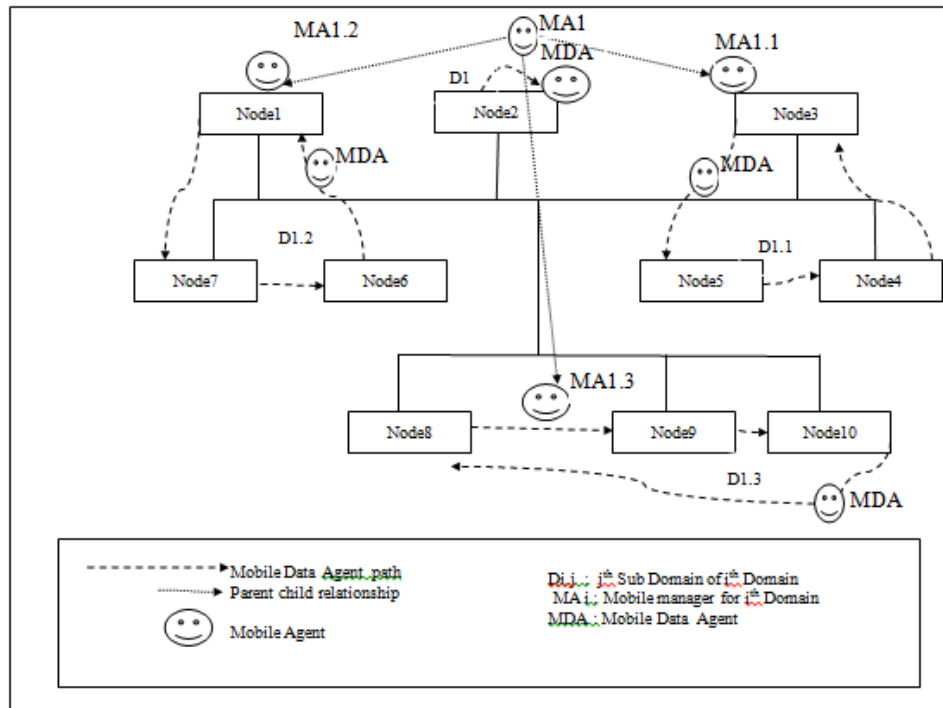 MA1
MA1.2
MDA
MA1.1
D1
Node1
Node2
Node3
MDA
MDA
D1.2
D1.1
Node7
Node6
Node5
Node4
MA1.3
Node8
Node9
Node10
D1.3
MDA
Mobile Data Agent path
Parent child relationship
Mobile Agent
Di.j : jth Sub Domain of ith Domain
MA i : Mobile manager for ith Domain
MDA : Mobile Data Agent